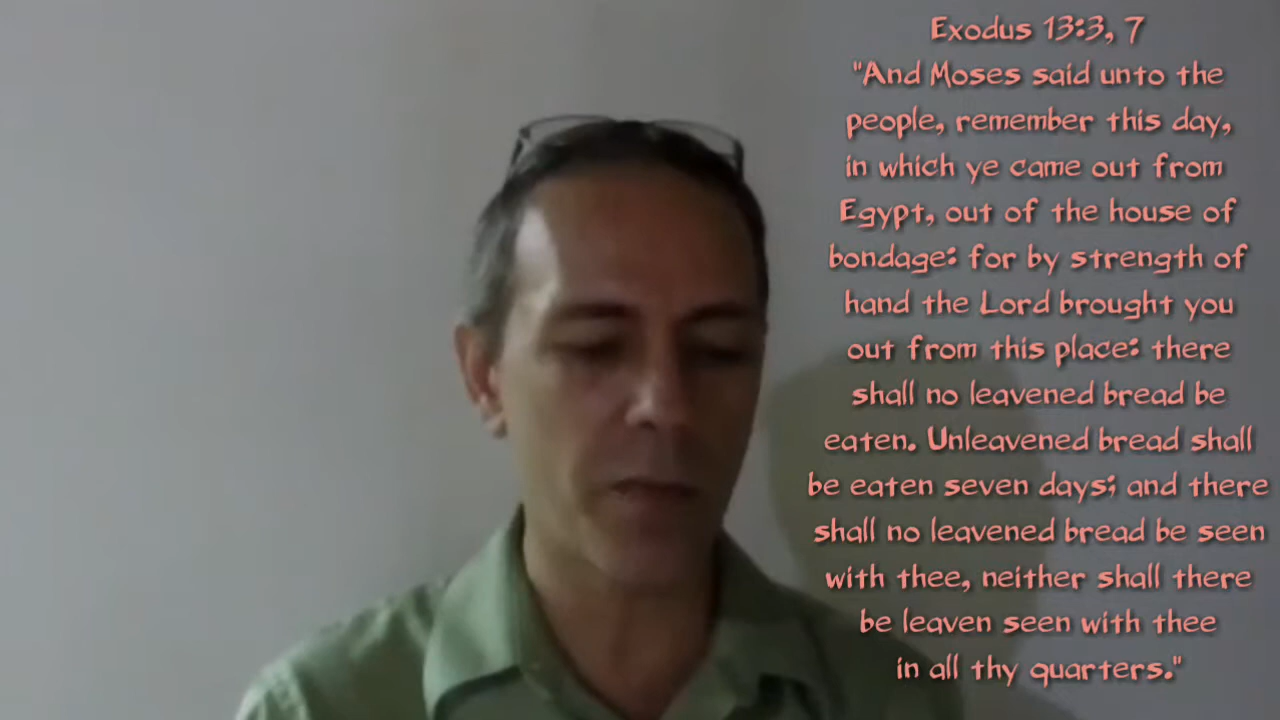 Exodus 13:3, 7
"And Moses said unto the
people, remember this day,
in which ye came out from
Egypt, out of the house of
bondage: for by strength of
hand the Lord brought you
out from this place: there
shall no leavened bread be
eaten. Unleavened bread shall
be eaten seven days; and there
shall no leavened bread be seen
with thee, neither shall there
be leaven seen with thee
in all thy quarters."